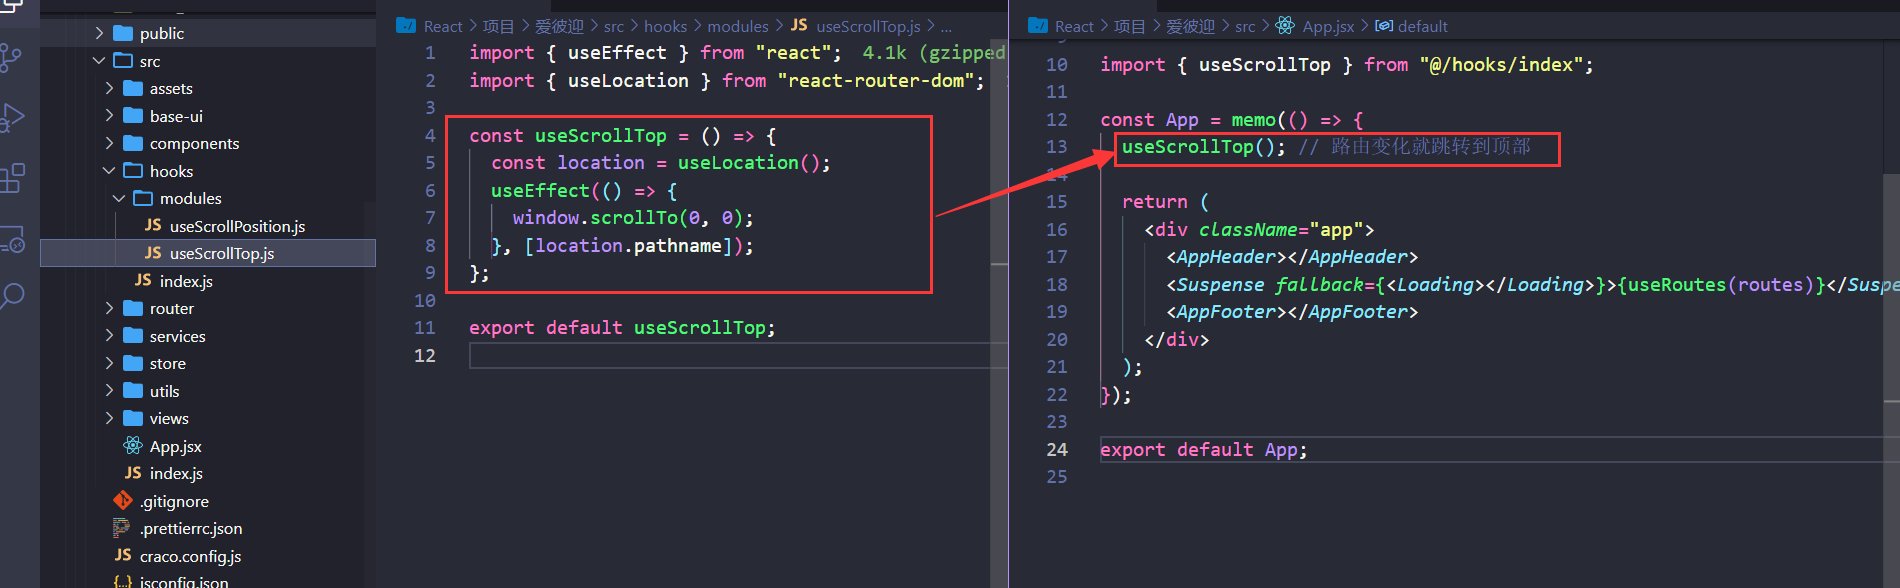 public
src
assets
base-ui
components
hooks
modules
JS useScrollPosition.js
JS useScrollTop.js
JS index.js
router
services
store
utils
views
App.jsx
JS index.js
.gitignore
.prettierrc.json
JS craco.config.js
{..} jsconfig.json
React > 项目 > 爱彼迎 > src > hooks > modules > JS useScrollTop.js > ...
1 import { useEffect } from "react"; 4.1k (gzipped
2 import { useLocation } from "react-router-dom";
3
4 const useScrollTop = () => {
5 const location = useLocation();
6 useEffect(() => {
7 window.scrollTo(0, 0);
8 }, [location.pathname]);
9 };
10
11 export default useScrollTop;
12
React > 项目 > 爱彼迎 > src > App.jsx > default
10 import { useScrollTop } from "@/hooks/index";
11
12 const App = memo(() => {
13 useScrollTop(); // 路由变化就跳转到顶部
14
15 return (
16 <div className="app">
17 <AppHeader></AppHeader>
18 <Suspense fallback={<Loading></Loading>}>{useRoutes(routes)}</Suspe
19 <AppFooter></AppFooter>
20 </div>
21 );
22 });
23
24 export default App;
25